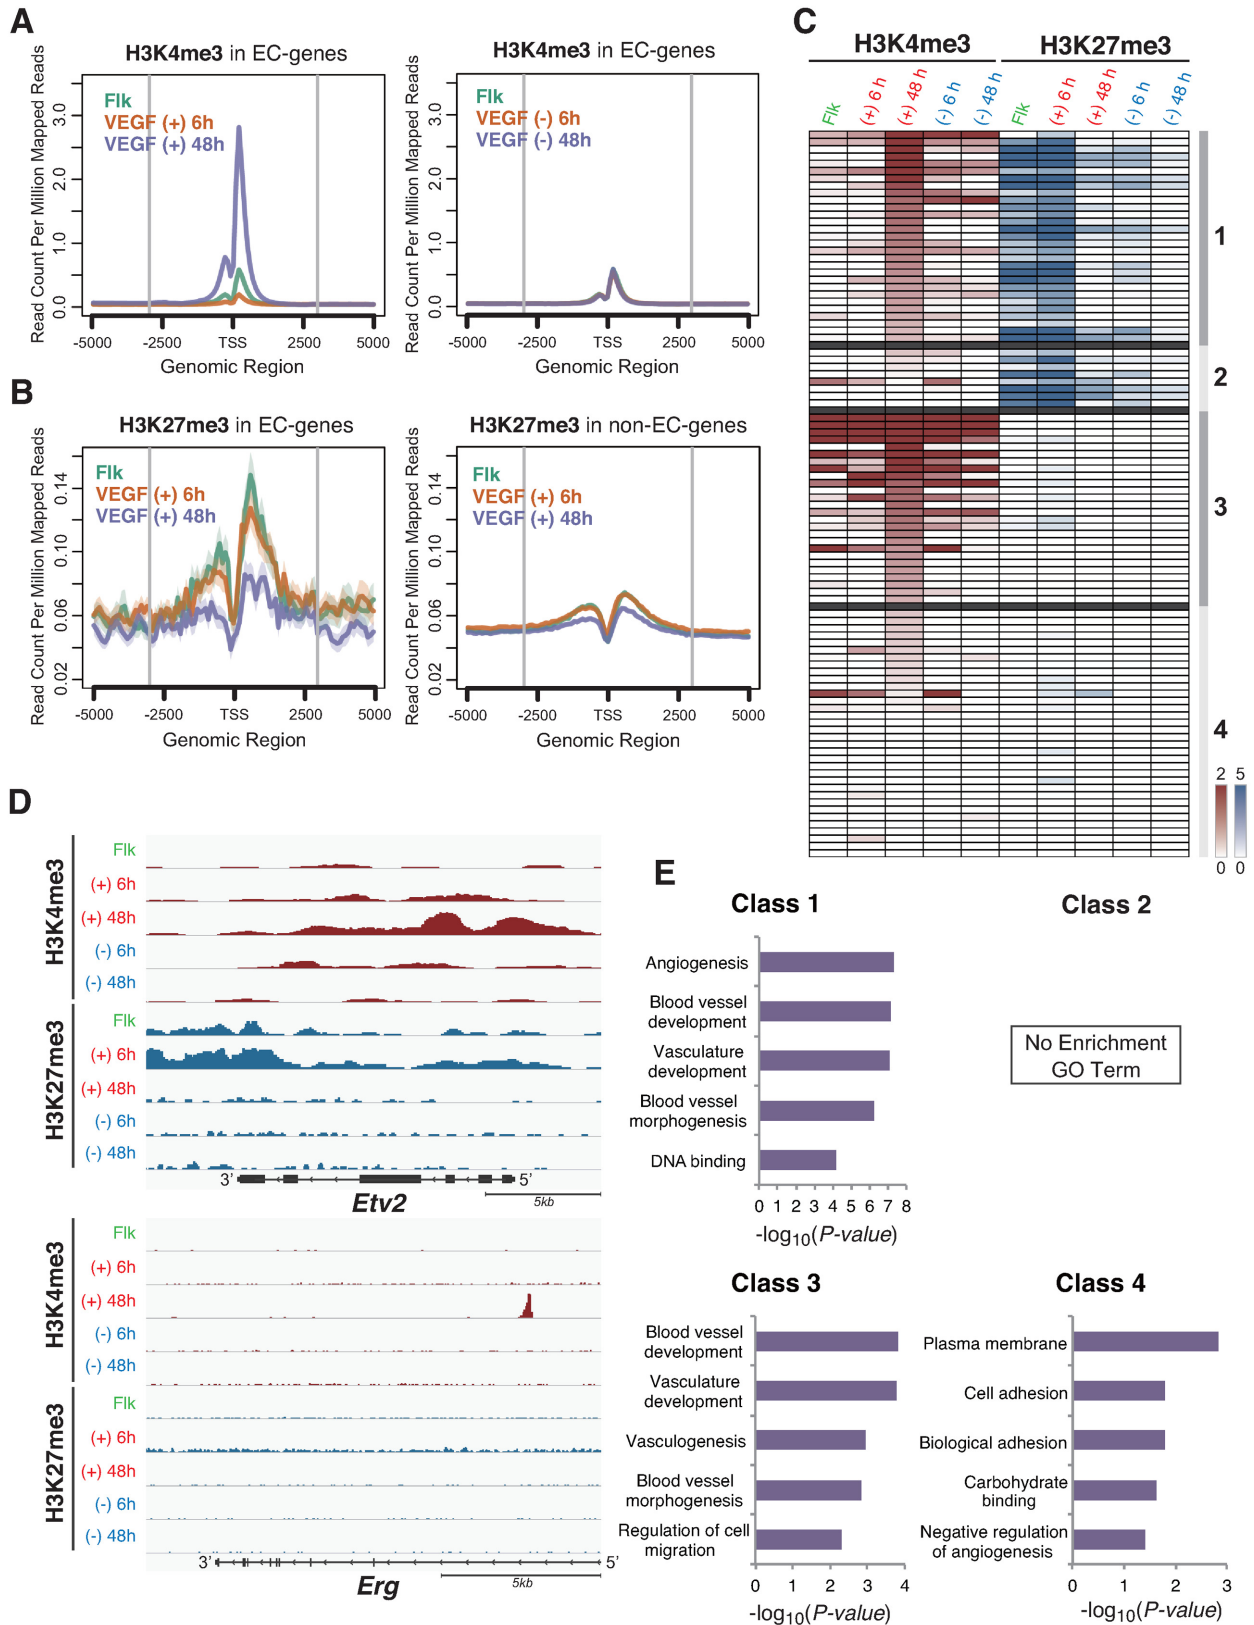 A
H3K4me3 in EC-genes
Read Count Per Million Mapped Reads
0.0 1.0 2.0 3.0
Flk
VEGF (+) 6h
VEGF (+) 48h
-5000 -2500 TSS 2500 5000
Genomic Region
H3K4me3 in EC-genes
Read Count Per Million Mapped Reads
0.0 1.0 2.0 3.0
Flk
VEGF (-) 6h
VEGF (-) 48h
-5000 -2500 TSS 2500 5000
Genomic Region
B
H3K27me3 in EC-genes
Read Count Per Million Mapped Reads
0.02 0.06 0.10 0.14
Flk
VEGF (+) 6h
VEGF (+) 48h
-5000 -2500 TSS 2500 5000
Genomic Region
H3K27me3 in non-EC-genes
Read Count Per Million Mapped Reads
0.02 0.06 0.10 0.14
Flk
VEGF (+) 6h
VEGF (+) 48h
-5000 -2500 TSS 2500 5000
Genomic Region
C
H3K4me3 H3K27me3
Flk (+) 6 h (+) 48 h (-) 6 h (-) 48 h Flk (+) 6 h (+) 48 h (-) 6 h (-) 48 h
1
2
3
4
2 5
0 0
D
H3K4me3
Flk
(+) 6h
(+) 48h
(-) 6h
(-) 48h
H3K27me3
Flk
(+) 6h
(+) 48h
(-) 6h
(-) 48h
3' 5'
Etv2
5kb
H3K4me3
Flk
(+) 6h
(+) 48h
(-) 6h
(-) 48h
H3K27me3
Flk
(+) 6h
(+) 48h
(-) 6h
(-) 48h
3' 5'
Erg
5kb
E
Class 1
Angiogenesis
Blood vessel
development
Vasculature
development
Blood vessel
morphogenesis
DNA binding
0 1 2 3 4 5 6 7 8
-log10(P-value)
Class 2
No Enrichment
GO Term
Class 3
Blood vessel
development
Vasculature
development
Vasculogenesis
Blood vessel
morphogenesis
Regulation of cell
migration
0 1 2 3 4
-log10(P-value)
Class 4
Plasma membrane
Cell adhesion
Biological adhesion
Carbohydrate
binding
Negative regulation
of angiogenesis
0 1 2 3
-log10(P-value)